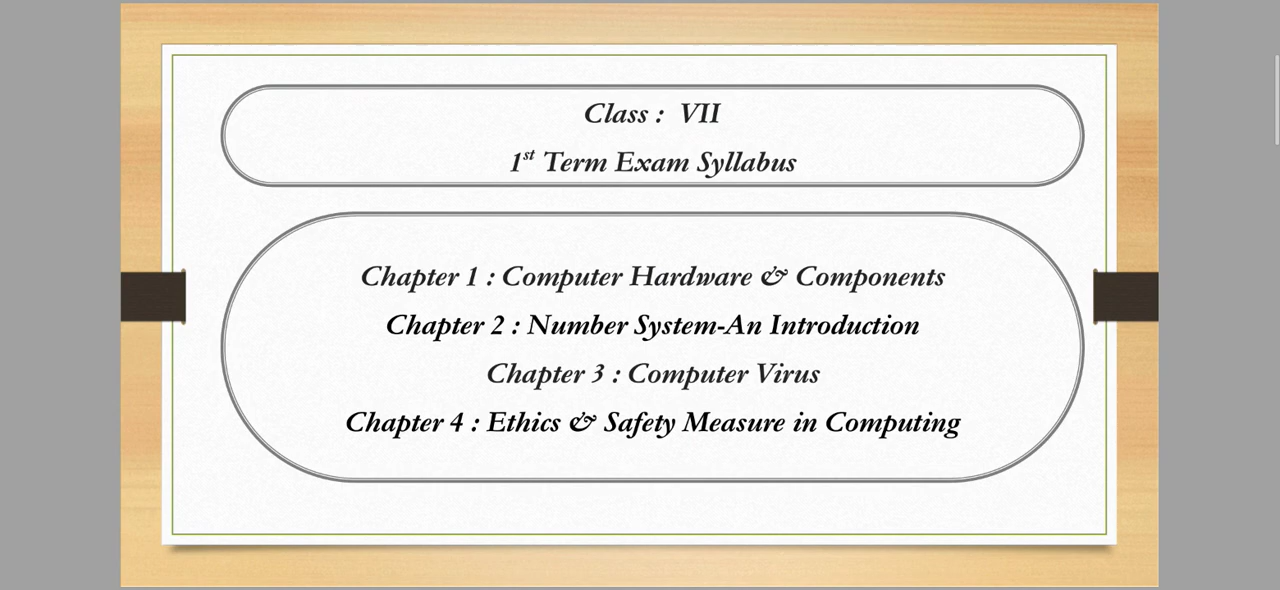 Class : VII
1st Term Exam Syllabus
Chapter 1 : Computer Hardware & Components
Chapter 2 : Number System-An Introduction
Chapter 3 : Computer Virus
Chapter 4 : Ethics & Safety Measure in Computing